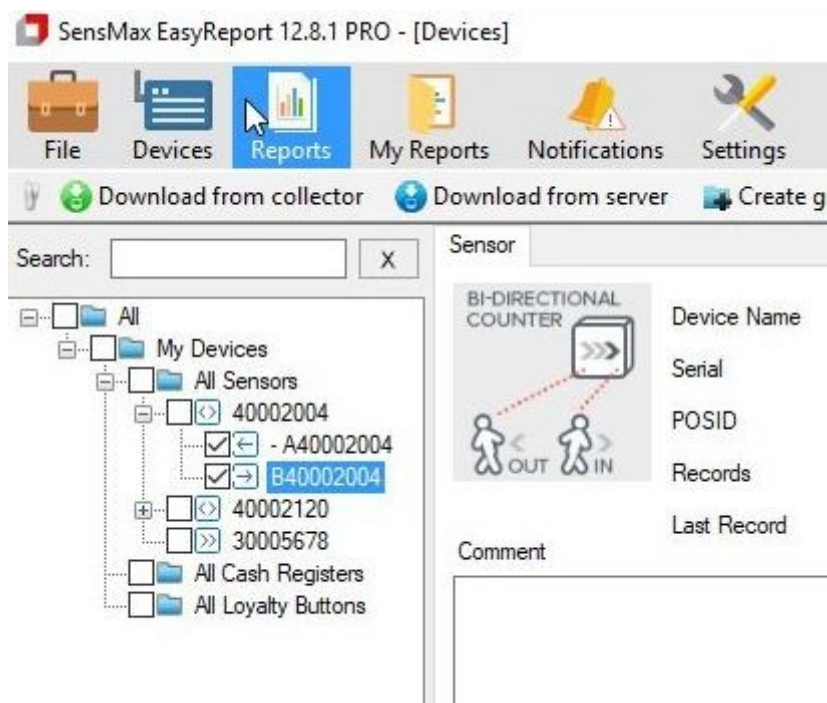 SensMax EasyReport 12.8.1 PRO - [Devices]
File Devices Reports My Reports Notifications Settings
Download from collector Download from server Create g
Search: X
All
My Devices
All Sensors
40002004
- A40002004
B40002004
40002120
30005678
All Cash Registers
All Loyalty Buttons
Sensor
BI-DIRECTIONAL
COUNTER
OUT IN
Device Name
Serial
POSID
Records
Last Record
Comment